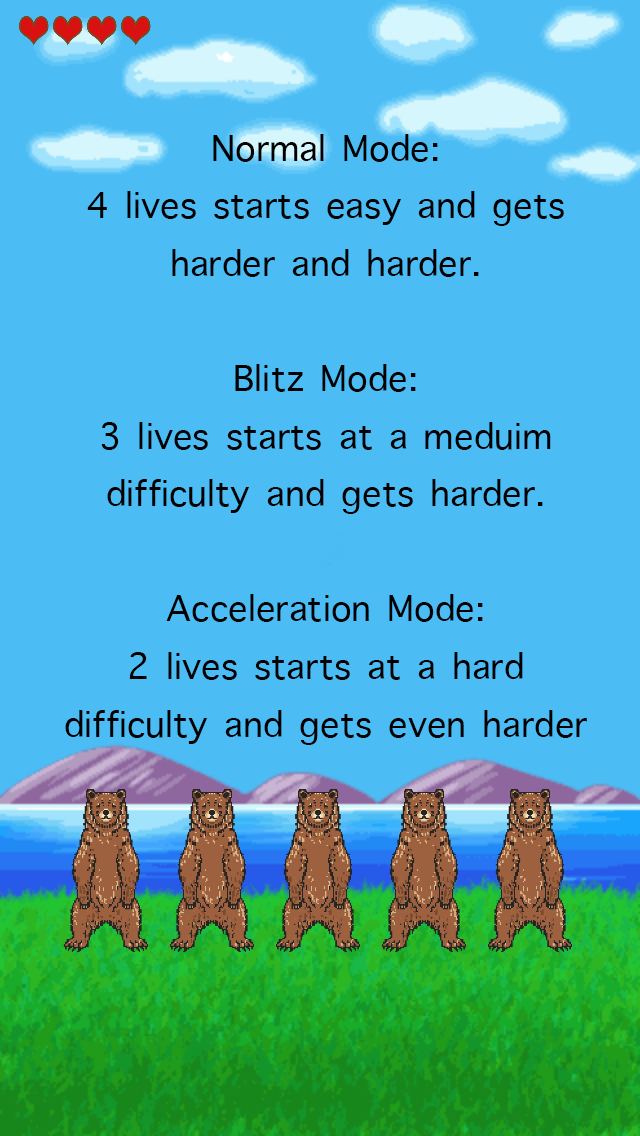 Normal Mode:
4 lives starts easy and gets
harder and harder.
Blitz Mode:
3 lives starts at a meduim
difficulty and gets harder.
Acceleration Mode:
2 lives starts at a hard
difficulty and gets even harder